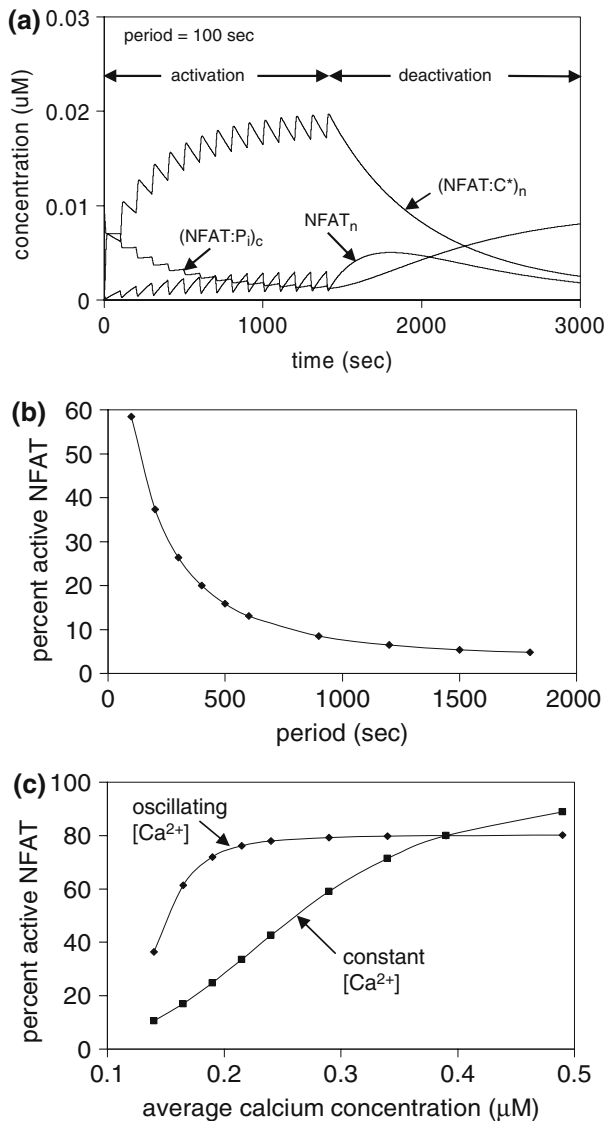 (a)
period = 100 sec
activation
deactivation
concentration (uM)
0.03
0.02
0.01
0
(NFAT:C*)n
NFATn
(NFAT:Pi)c
0 1000 2000 3000
time (sec)
(b)
percent active NFAT
60
50
40
30
20
10
0
0 500 1000 1500 2000
period (sec)
(c)
percent active NFAT
100
80
60
40
20
0
oscillating
[Ca2+]
constant
[Ca2+]
0.1 0.2 0.3 0.4 0.5
average calcium concentration (μM)